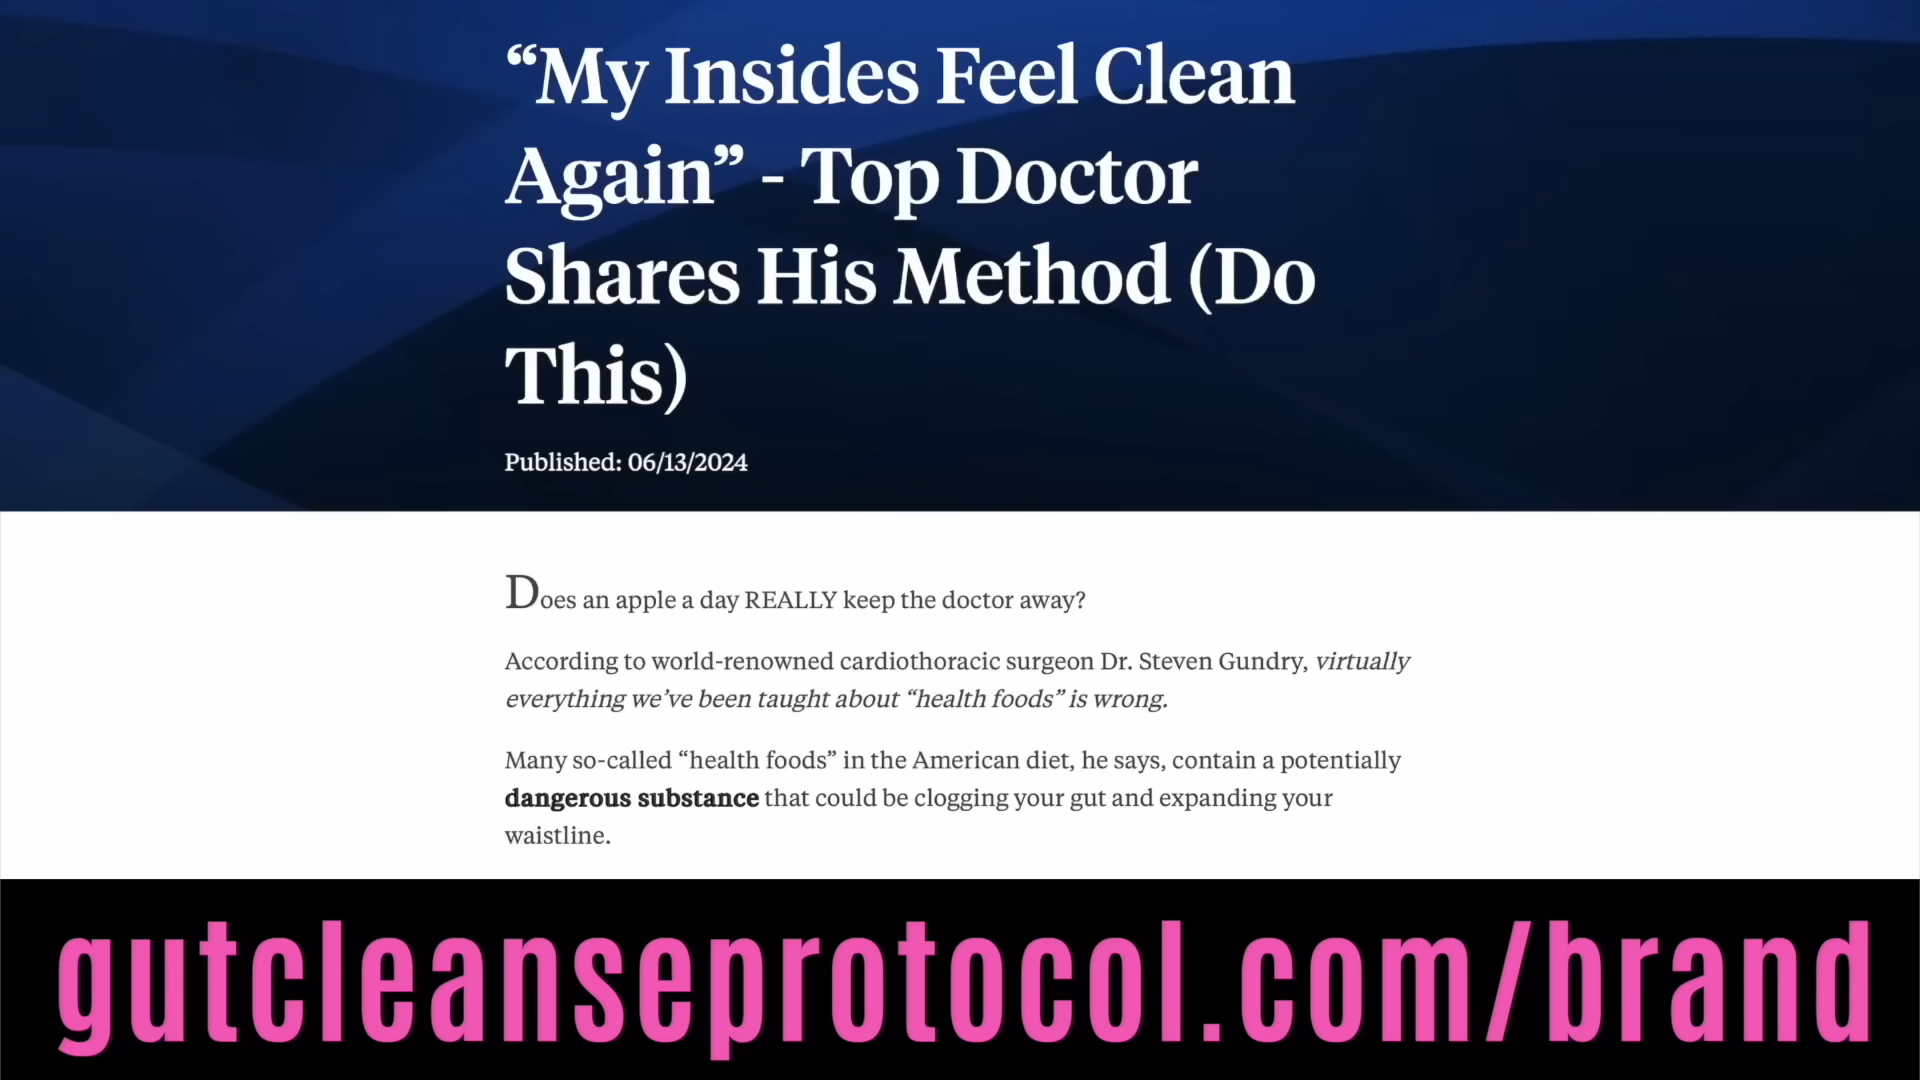 “My Insides Feel Clean
Again” - Top Doctor
Shares His Method (Do
This)
Published: 06/13/2024
Does an apple a day REALLY keep the doctor away?
According to world-renowned cardiothoracic surgeon Dr. Steven Gundry, virtually
everything we’ve been taught about “health foods” is wrong.
Many so-called “health foods” in the American diet, he says, contain a potentially
dangerous substance that could be clogging your gut and expanding your
waistline.
gutcleanseprotocol.com/brand